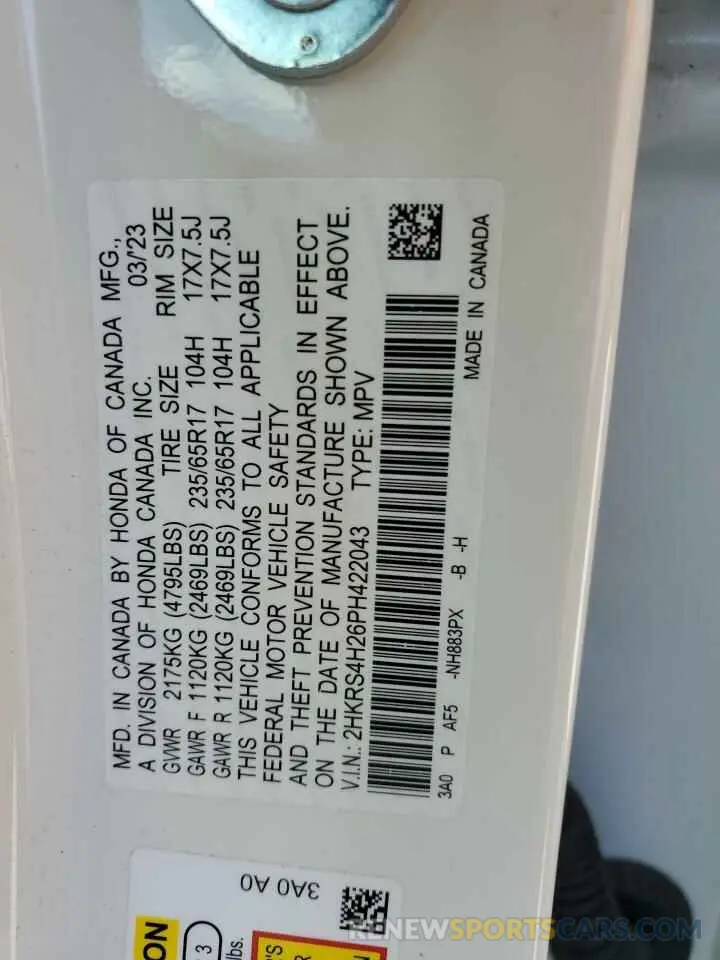 MFD. IN CANADA BY HONDA OF CANADA MFG.,
A DIVISION OF HONDA CANADA INC. 03/'23
GVWR 2175KG (4795LBS) TIRE SIZE RIM SIZE
GAWR F 1120KG (2469LBS) 235/65R17 104H 17X7.5J
GAWR R 1120KG (2469LBS) 235/65R17 104H 17X7.5J
THIS VEHICLE CONFORMS TO ALL APPLICABLE
FEDERAL MOTOR VEHICLE SAFETY
AND THEFT PREVENTION STANDARDS IN EFFECT
ON THE DATE OF MANUFACTURE SHOWN ABOVE.
V.I.N.: 2HKRS4H26PH422043 TYPE: MPV
3A0 P AF5 -NH883PX -B -H
MADE IN CANADA
3A0 A0
ON
3
lbs.
'S
R
N
RENEWSPORTSCARS.COM